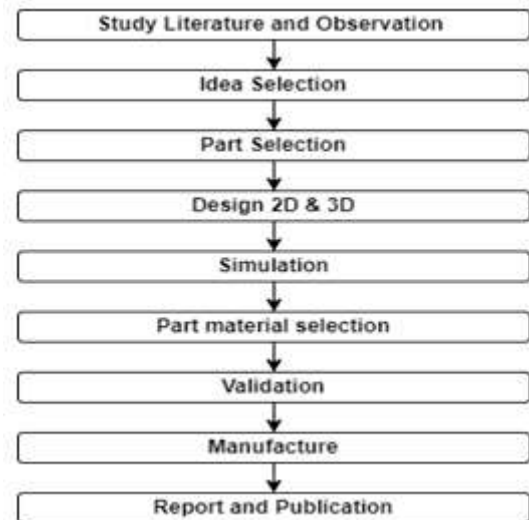 Study Literature and Observation
Idea Selection
Part Selection
Design 2D & 3D
Simulation
Part material selection
Validation
Manufacture
Report and Publication